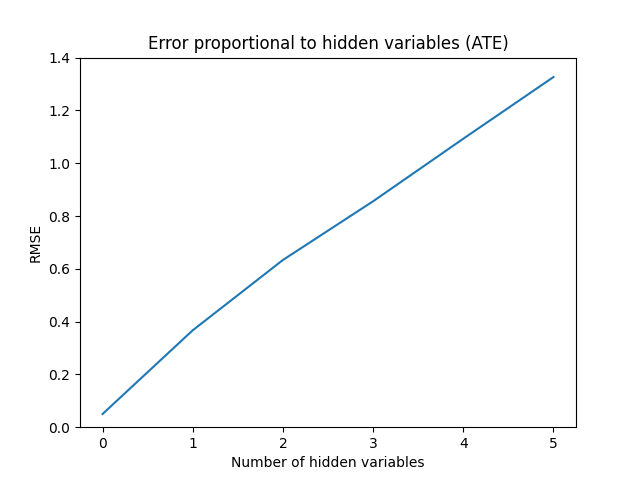 Error proportional to hidden variables (ATE)
1.4
1.2
1.0
0.8
0.6
0.4
0.2
0.0
RMSE
0 1 2 3 4 5
Number of hidden variables